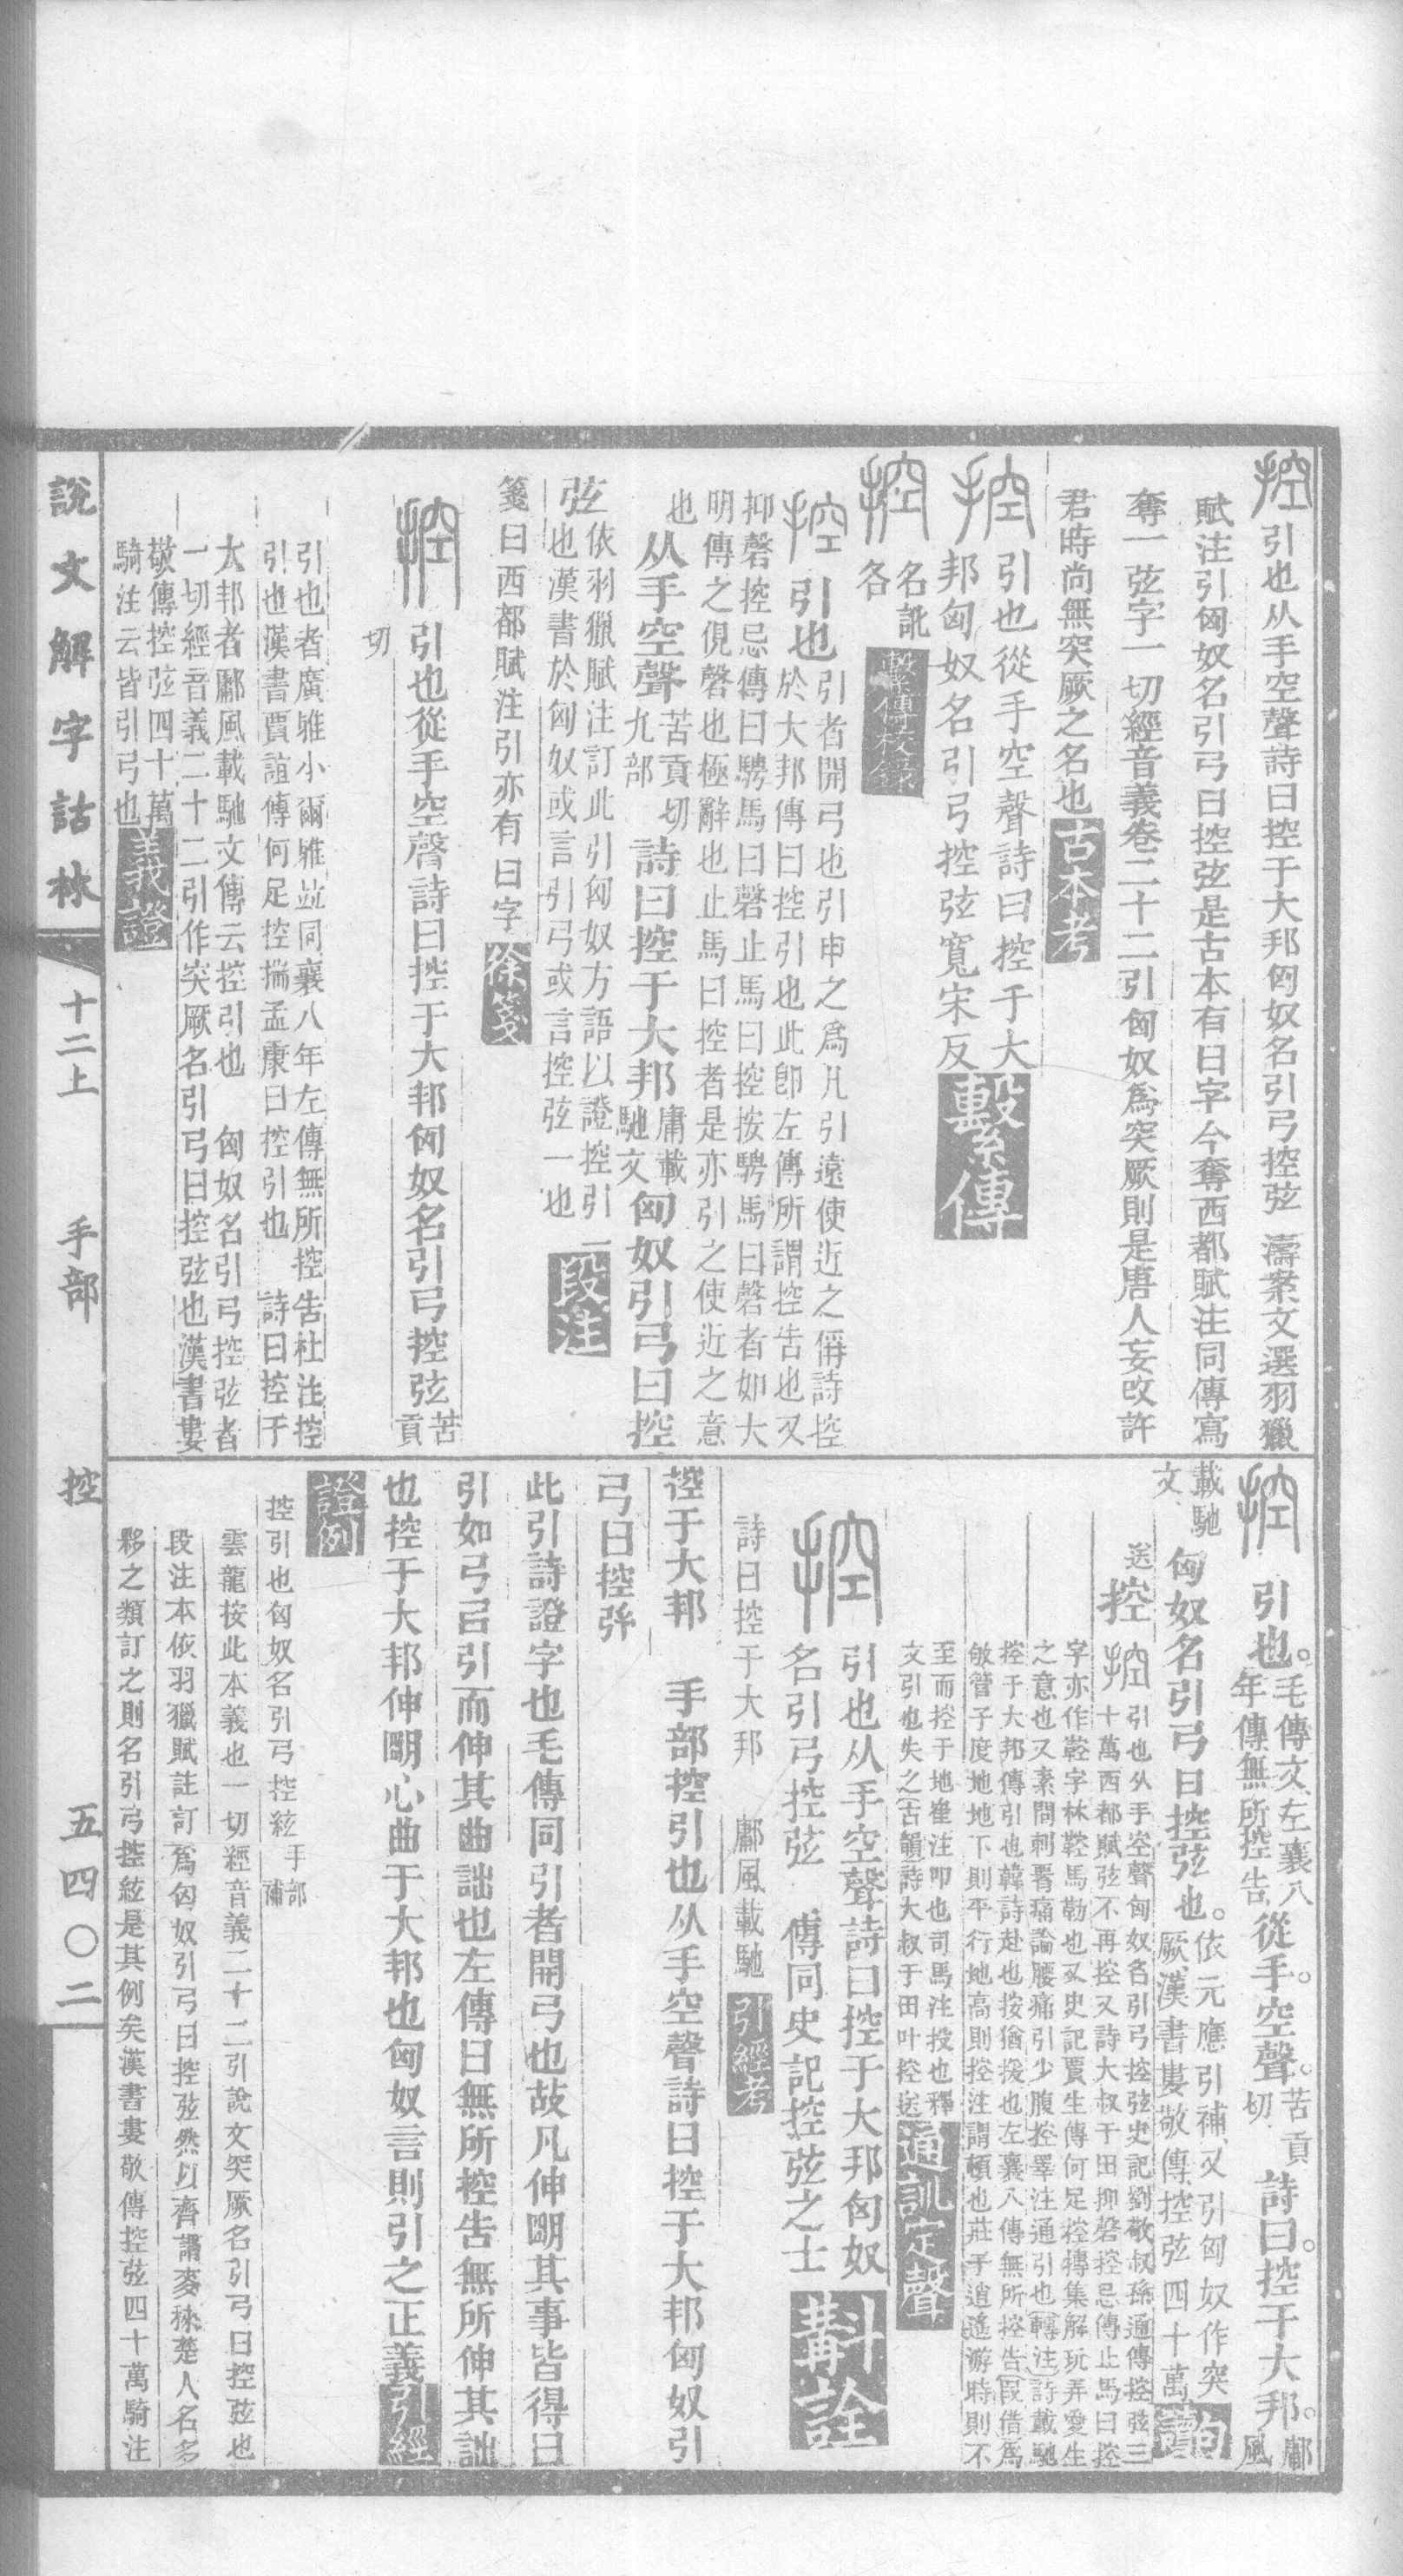 控引也从手空聲詩曰控于大邦匈奴名引弓控弦 濤案文選羽獵
賦注引匈奴名引弓曰控弦是古本有曰字今奪西都賦注同傳寫
奪一弦字一切經音義卷二十二引匈奴爲突厥則是唐人妄改許
君時尚無突厥之名也古本考
控引也從手空聲詩曰控于大
邦匈奴名引弓控弦寬宋反繫傳
控名訛各繫傳校錄
控引也引者開弓也引申之爲凡引遠使近之偁詩控
於大邦傳曰控引也此卽左傳所謂控告也又
抑磬控忌傳曰騁馬曰磬止馬曰控按騁馬曰磬者如大
明傳之俔磬也極辭也止馬曰控者是亦引之使近之意
也从手空聲苦貢切九部詩曰控于大邦庸載馳文匈奴引弓曰控
弦依羽獵賦注訂此引匈奴方語以證控引一
也漢書於匈奴或言引弓或言控弦一也段注
箋曰西都賦注引亦有曰字徐箋
控引也從手空聲詩曰控于大邦匈奴名引弓控弦苦貢
切
引也者廣雅小爾雅竝同襄八年左傳無所控告杜注控
引也漢書賈誼傳何足控揣孟康曰控引也 詩曰控于
大邦者鄘風載馳文傳云控引也 匈奴名引弓控弦者
一切經音義二十二引作突厥名引弓曰控弦也漢書婁
敬傳控弦四十萬
騎注云皆引弓也義證
控引也毛傳文左襄八年傳無所控告從手空聲苦貢切詩曰控于大邦鄘風
載馳文匈奴名引弓曰控弦也依元應引補又引匈奴作突厥漢書婁敬傳控弦四十萬句讀
送控控引也从手空聲匈奴名引弓控弦史記劉敬叔孫通傳控弦三
十萬西都賦弦不再控又詩大叔于田抑磬控忌傳止馬曰控
字亦作鞚字林鞚馬勒也又史記賈生傳何足控摶集解玩弄愛生
之意也又素問刺腰痛論腰痛引少腹控䏚注通引也轉注詩載馳
控于大邦傳引也韓詩赴也按猶投也左襄八傳無所控告叚借爲
敂管子度地地下則平行地高則控注謂頓也莊子逍遙游時則不
至而控于地崔注叩也司馬注投也釋
文引也失之古韻詩大叔于田叶控送通訓定聲
控引也从手空聲詩曰控于大邦匈奴
名引弓控弦 傳同史記控弦之士斠詮
詩曰控于大邦 鄘風載馳引經考
控于大邦 手部控引也从手空聲詩曰控于大邦匈奴引
弓曰控弦
此引詩證字也毛傳同引者開弓也故凡伸明其事皆得曰
引如弓弓引而伸其曲詘也左傳曰無所控告無所伸其詘
也控于大邦伸明心曲于大邦也匈奴言則引之正義引經
證例
控引也匈奴名引弓控絃手部補
雲龍按此本義也一切經音義二十二引說文突厥名引弓曰控弦也
段注本依羽獵賦註訂爲匈奴引弓曰控弦然以齊謂麥䅘楚人名多
夥之類訂之則名引弓控絃是其例矣漢書婁敬傳控弦四十萬騎注
說文解字詁林 十二上 手部 控 五四〇二